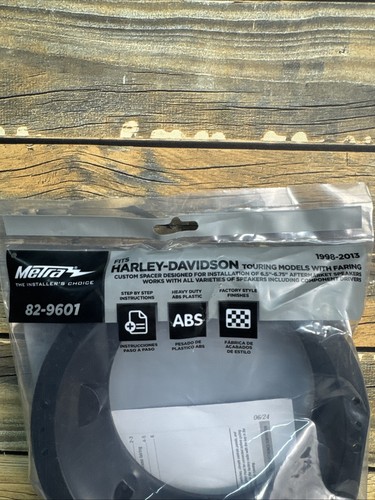 Metra
THE INSTALLER'S CHOICE
82-9601
FITS
HARLEY-DAVIDSON TOURING MODELS WITH FARING
1998-2013
CUSTOM SPACER DESIGNED FOR INSTALLATION OF 6.5"-6.75" AFTERMARKET SPEAKERS
WORKS WITH ALL VARIETIES OF SPEAKERS INCLUDING COMPONENT DRIVERS
STEP BY STEP
INSTRUCTIONS
HEAVY DUTY
ABS PLASTIC
FACTORY STYLE
FINISHES
ABS
INSTRUCCIONES
PASO A PASO
PESADO DE
PLASTICO ABS
FÁBRICA DE
ACABADOS
DE ESTILO
06/24